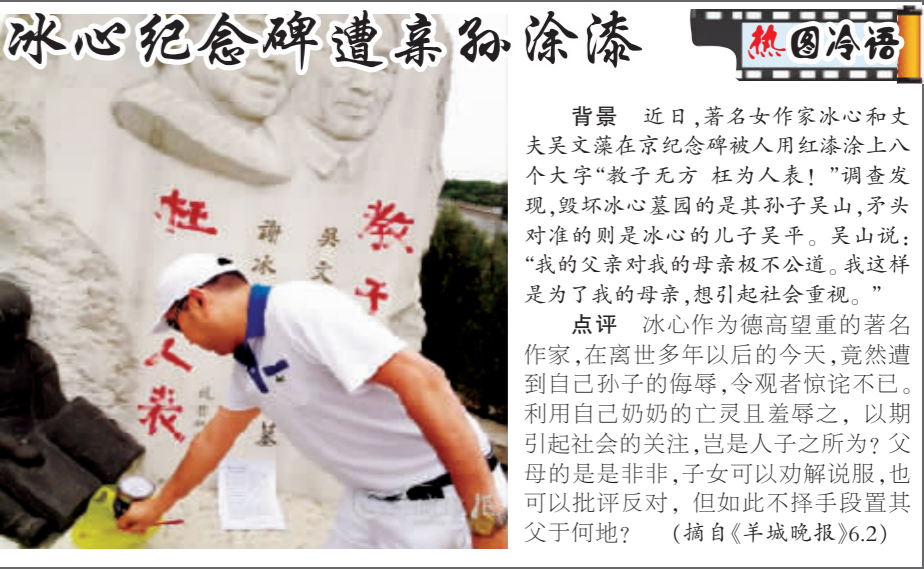 冰心纪念碑遭亲孙涂漆
热图冷语
背景 近日,著名女作家冰心和丈
夫吴文藻在京纪念碑被人用红漆涂上八
个大字“教子无方 枉为人表！”调查发
现,毁坏冰心墓园的是其孙子吴山,矛头
对准的则是冰心的儿子吴平。吴山说:
“我的父亲对我的母亲极不公道。我这样
是为了我的母亲,想引起社会重视。”
点评 冰心作为德高望重的著名
作家,在离世多年以后的今天,竟然遭
到自己孙子的侮辱,令观者惊诧不已。
利用自己奶奶的亡灵且羞辱之，以期
引起社会的关注,岂是人子之所为？父
母的是是非非,子女可以劝解说服,也
可以批评反对，但如此不择手段置其
父于何地？ (摘自《羊城晚报》6.2)
教子
吴文
谢冰
墓
枉
人表